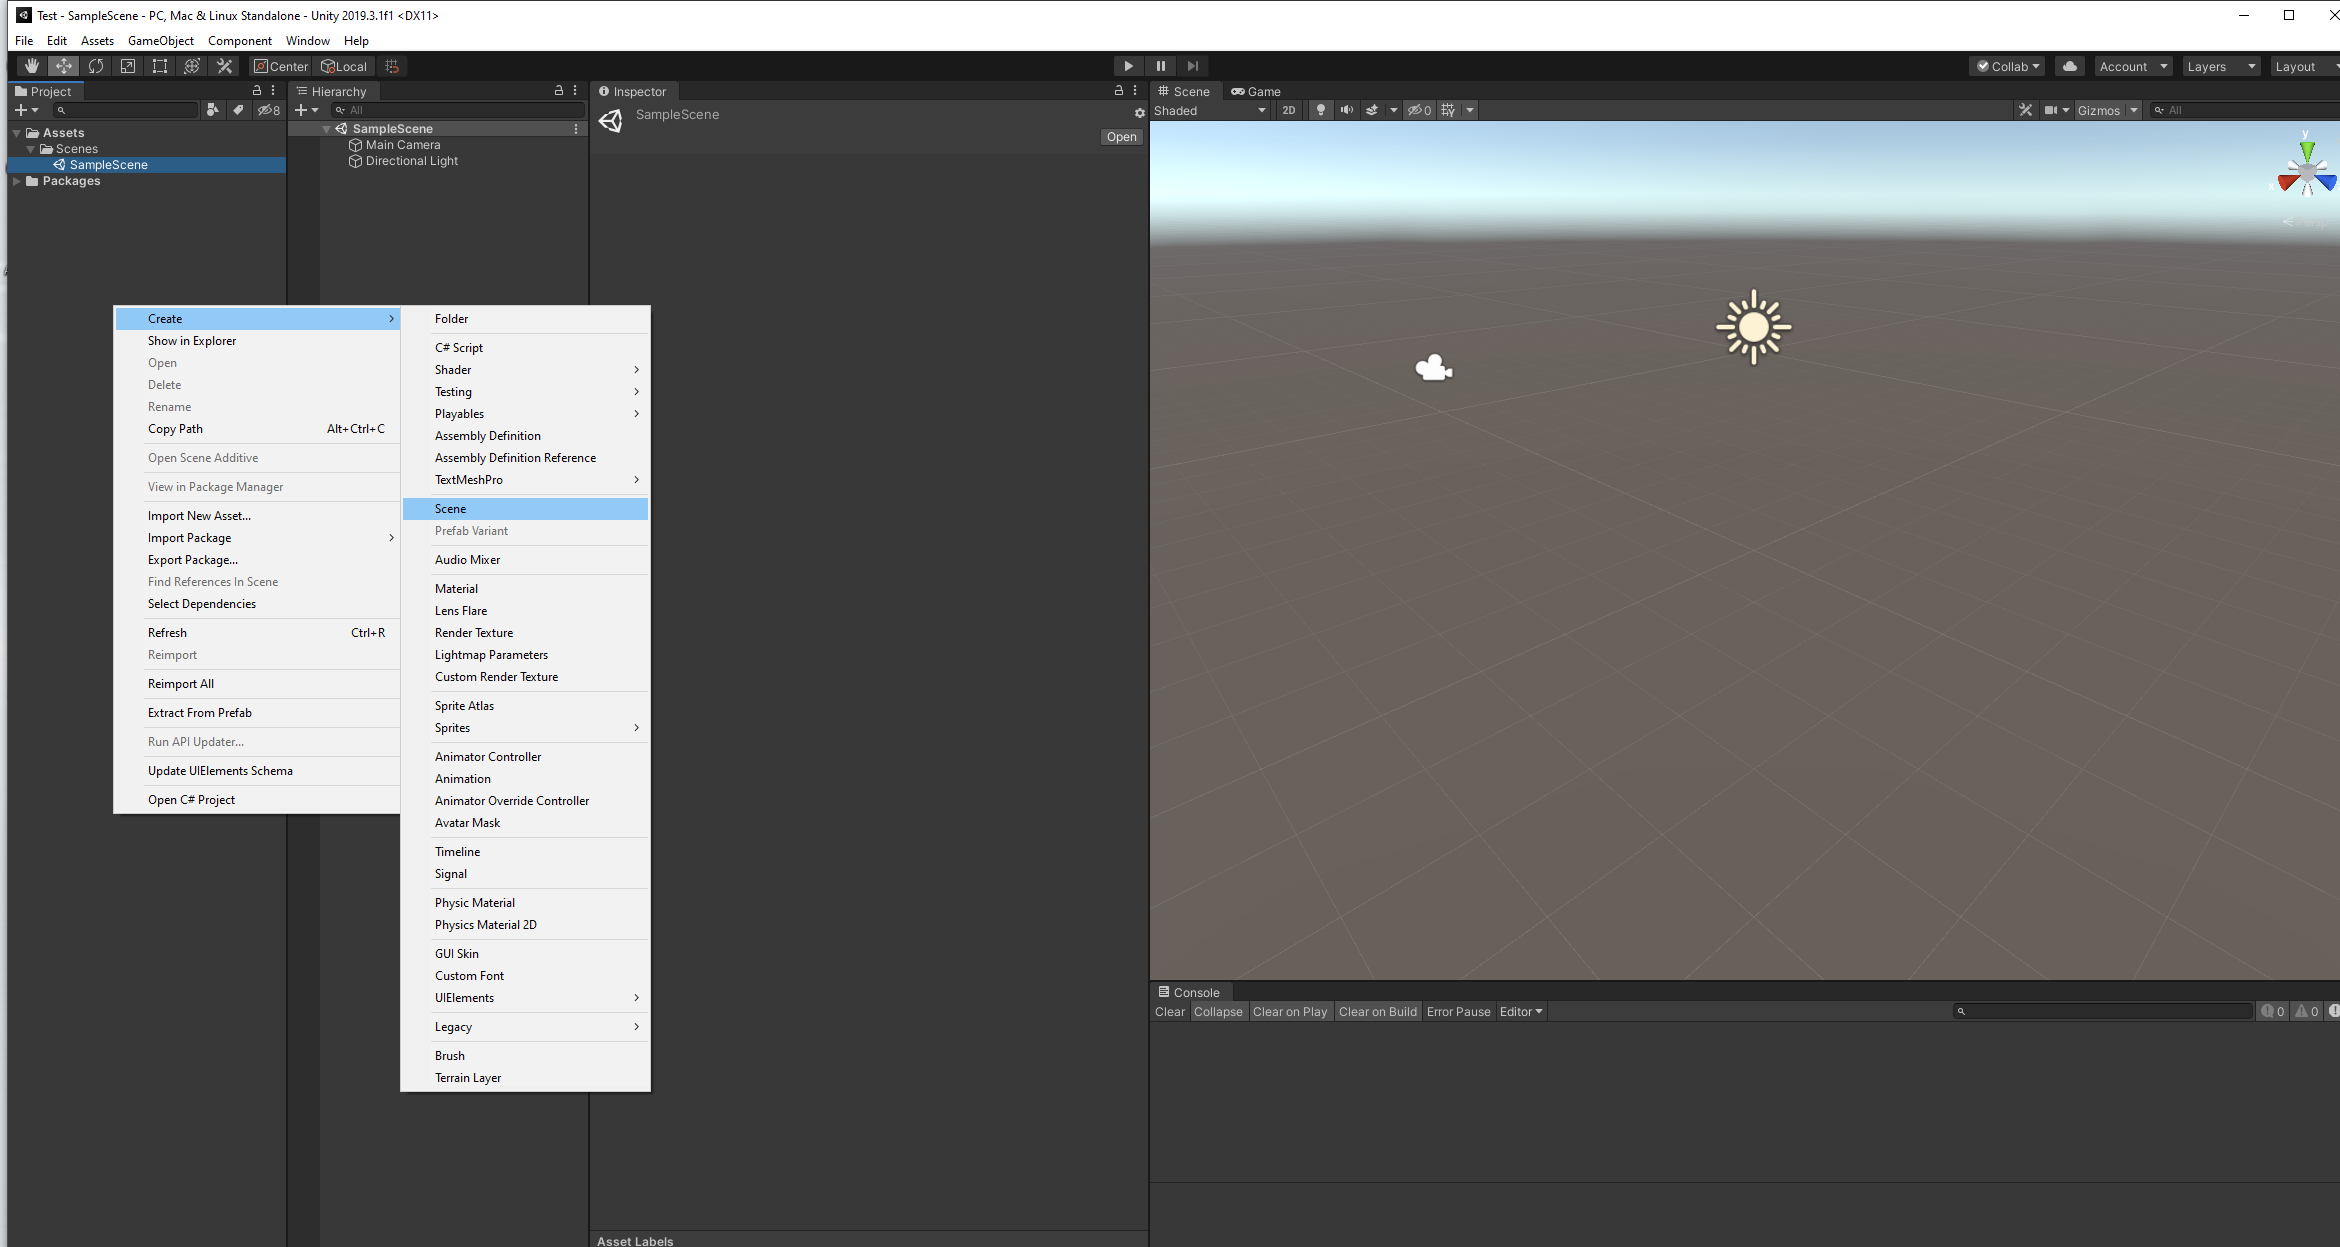 Test - SampleScene - PC, Mac & Linux Standalone - Unity 2019.3.1f1 <DX11>
File Edit Assets GameObject Component Window Help
Center Local Collab Account Layers Layout
Project
8
Assets
Scenes
SampleScene
Packages
Hierarchy
All
SampleScene
Main Camera
Directional Light
Inspector
SampleScene
Open
Scene Game
Shaded 2D 0 Gizmos All
y
Create
Show in Explorer
Open
Delete
Rename
Copy Path Alt+Ctrl+C
Open Scene Additive
View in Package Manager
Import New Asset...
Import Package
Export Package...
Find References In Scene
Select Dependencies
Refresh Ctrl+R
Reimport
Reimport All
Extract From Prefab
Run API Updater...
Update UIElements Schema
Open C# Project
Folder
C# Script
Shader
Testing
Playables
Assembly Definition
Assembly Definition Reference
TextMeshPro
Scene
Prefab Variant
Audio Mixer
Material
Lens Flare
Render Texture
Lightmap Parameters
Custom Render Texture
Sprite Atlas
Sprites
Animator Controller
Animation
Animator Override Controller
Avatar Mask
Timeline
Signal
Physic Material
Physics Material 2D
GUI Skin
Custom Font
UIElements
Legacy
Brush
Terrain Layer
Console
Clear Collapse Clear on Play Clear on Build Error Pause Editor 0 0
Asset Labels